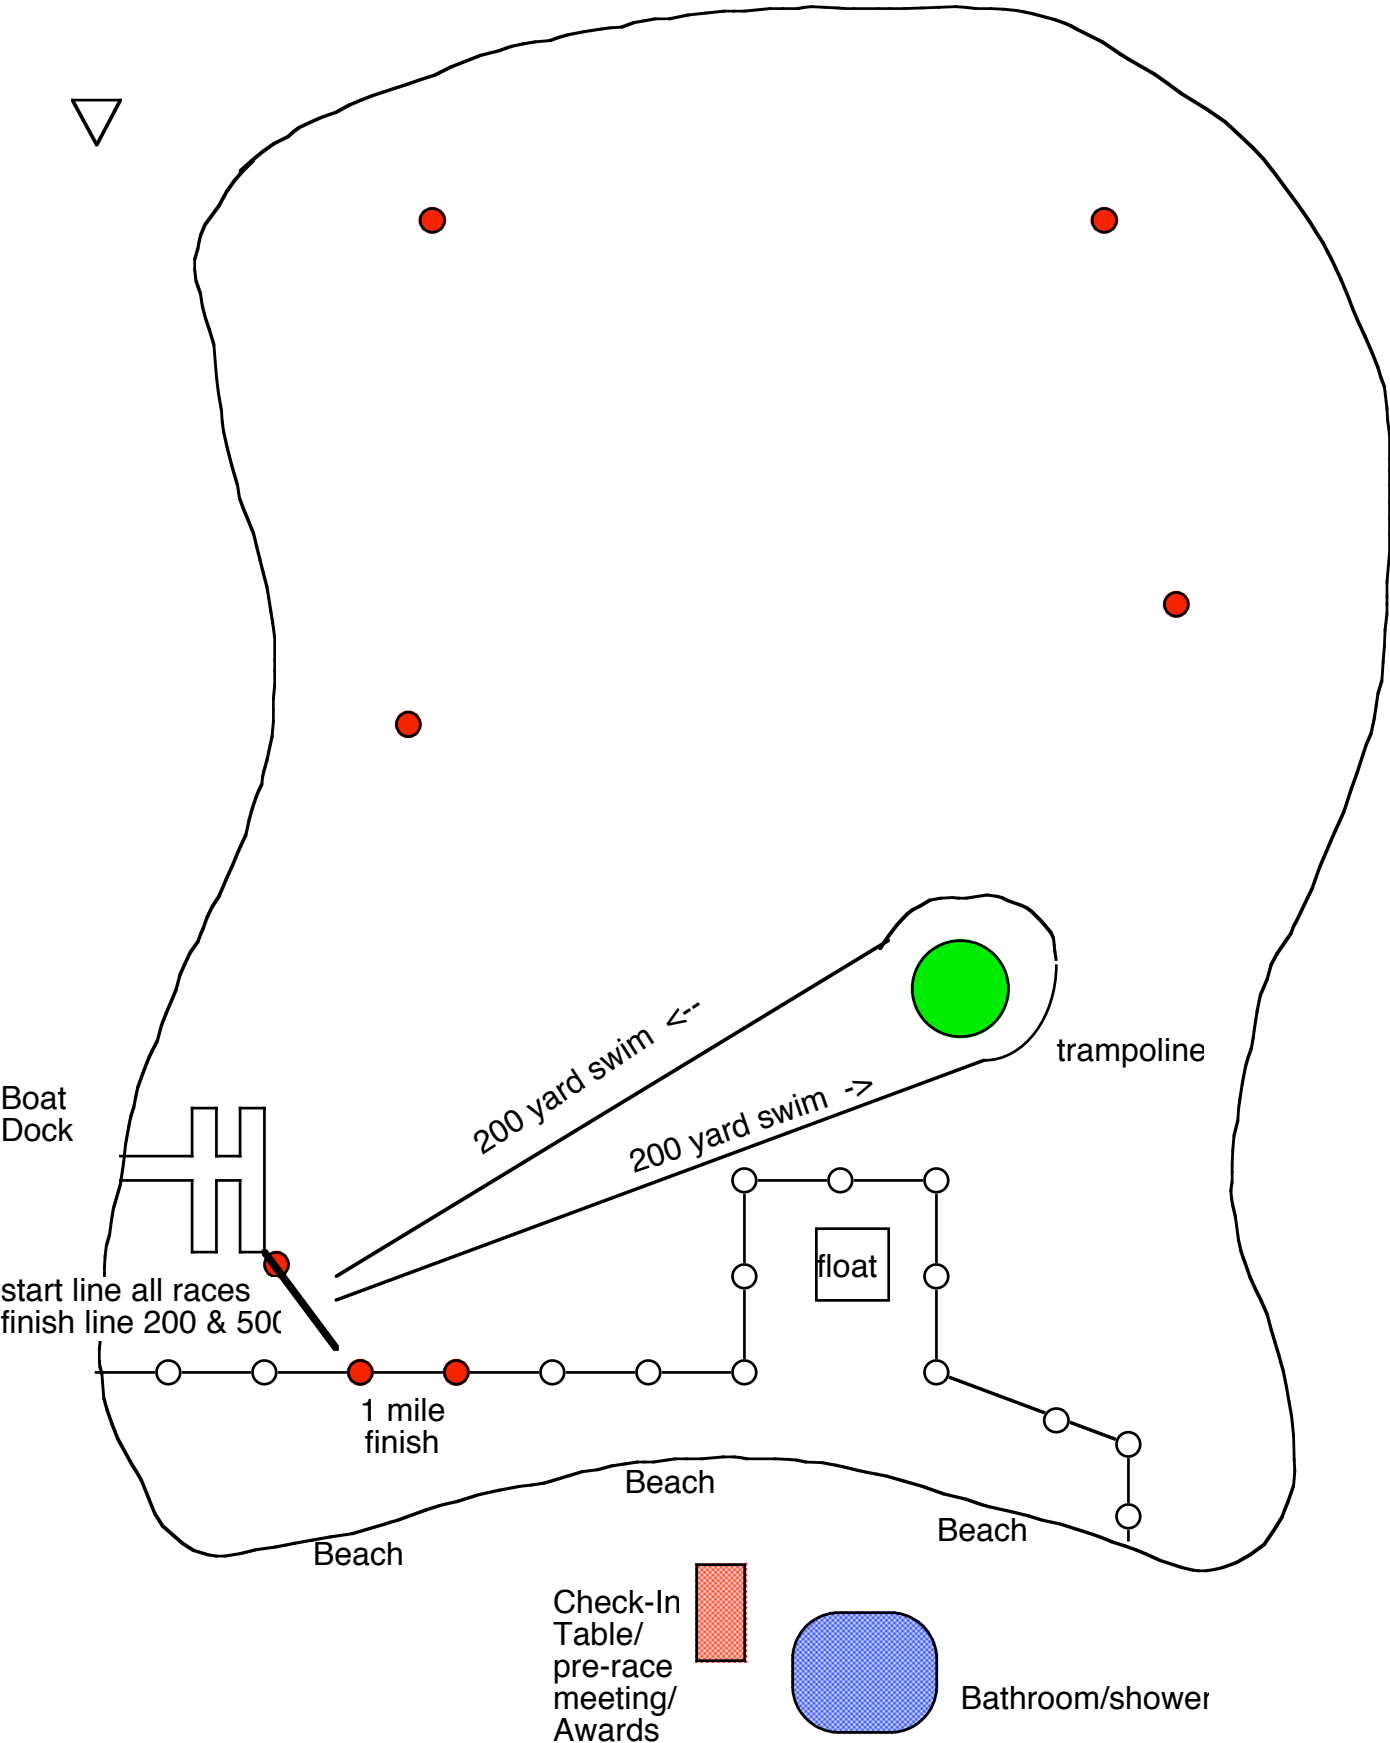 200 yard swim <--
200 yard swim ->
trampoline
Boat
Dock
float
start line all races
finish line 200 & 500
1 mile
finish
Beach
Beach
Beach
Check-In
Table/
pre-race
meeting/
Awards
Bathroom/shower